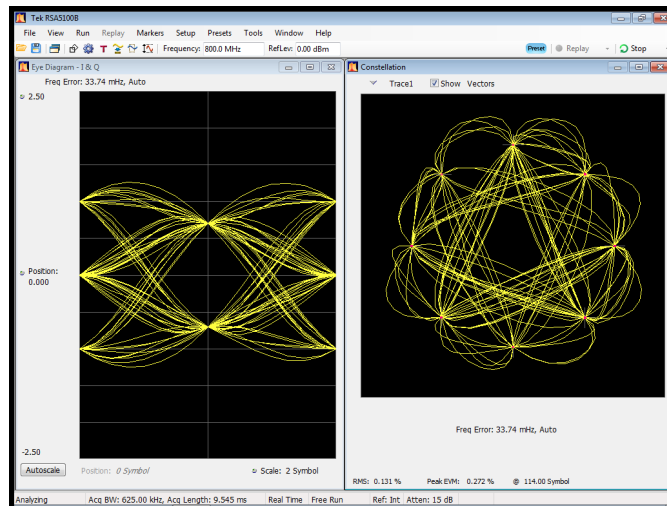 Tek RSA5100B
File View Run Replay Markers Setup Presets Tools Window Help
Frequency: 800.0 MHz RefLev: 0.00 dBm Preset Replay Stop
Eye Diagram - I & Q
Freq Error: 33.74 mHz, Auto
2.50
Position:
0.000
-2.50
Autoscale Position: 0 Symbol Scale: 2 Symbol
Constellation
Trace1 Show Vectors
Freq Error: 33.74 mHz, Auto
RMS: 0.131 % Peak EVM: 0.272 % @ 114.00 Symbol
Analyzing Acq BW: 625.00 kHz, Acq Length: 9.545 ms Real Time Free Run Ref: Int Atten: 15 dB